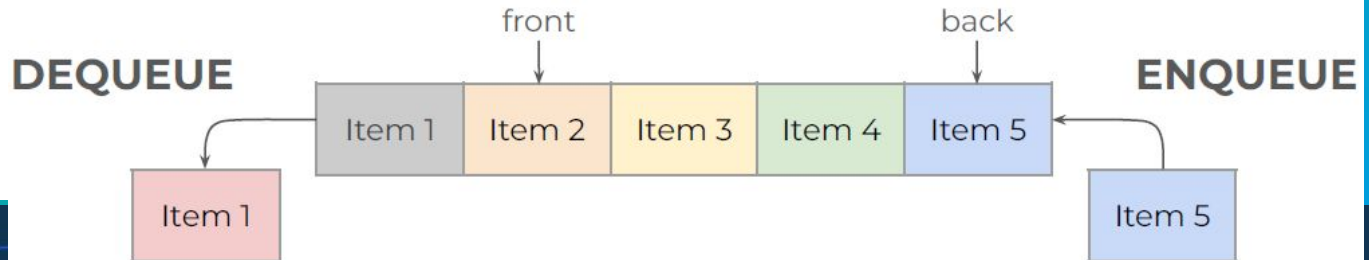 front
back
DEQUEUE
ENQUEUE
Item 1
Item 2
Item 3
Item 4
Item 5
Item 1
Item 5